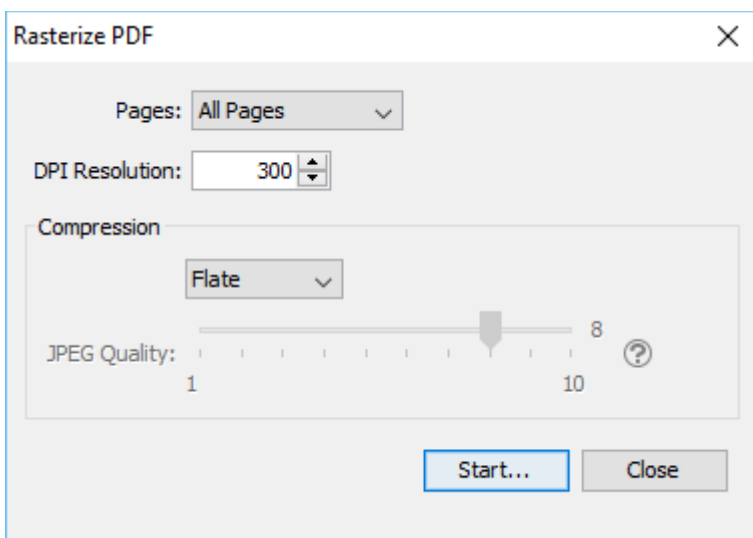 Rasterize PDF
Pages: All Pages
DPI Resolution: 300
Compression
Flate
8
JPEG Quality:
?
1 10
Start... Close